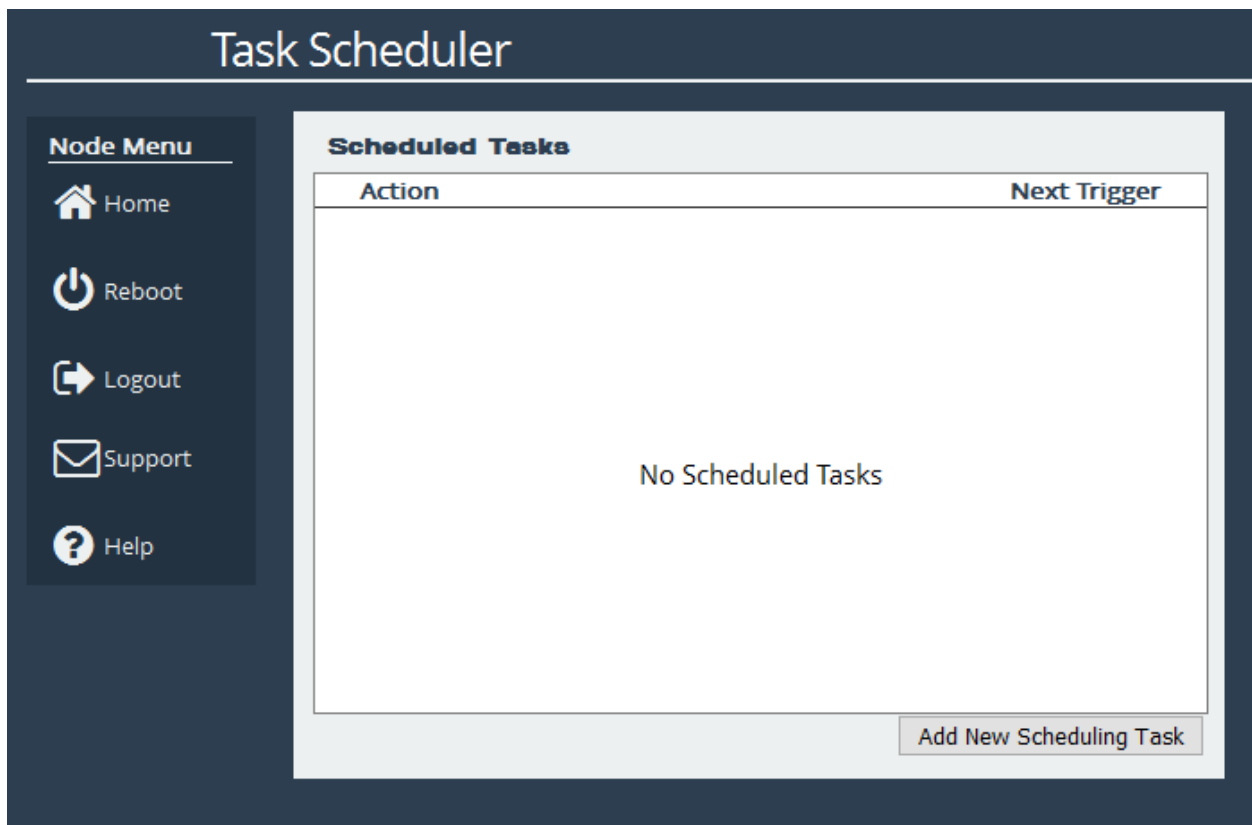 Task Scheduler
Node Menu
Home
Reboot
Logout
Support
Help
Scheduled Tasks
Action Next Trigger
No Scheduled Tasks
Add New Scheduling Task